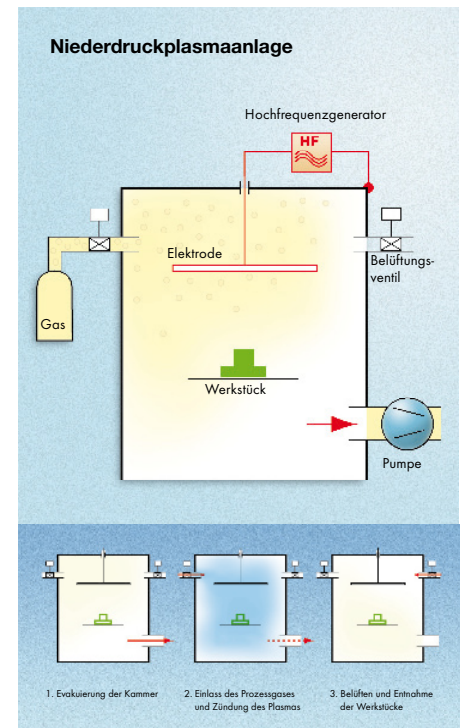 Niederdruckplasmaanlage
Hochfrequenzgenerator
HF
Elektrode
Belüftungs-
ventil
Gas
Werkstück
Pumpe
1. Evakuierung der Kammer
2. Einlass des Prozessgases
und Zündung des Plasmas
3. Belüften und Entnahme
der Werkstücke